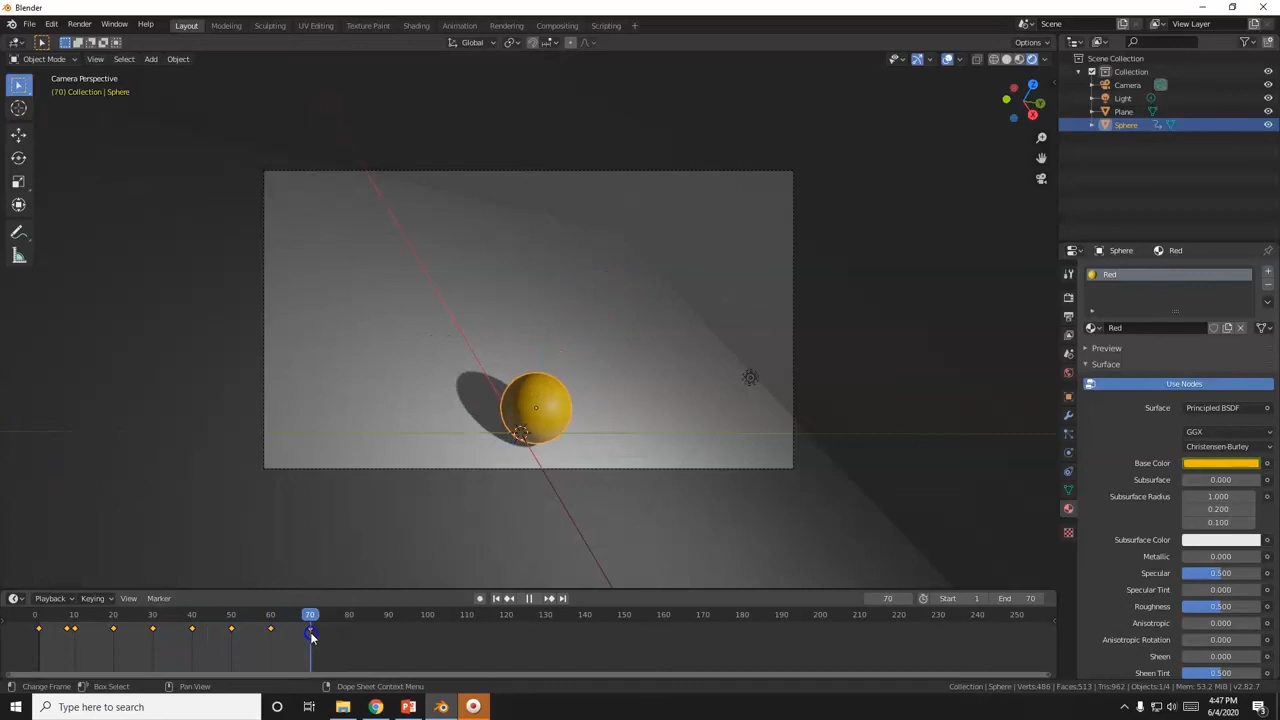 Blender
File Edit Render Window Help Layout Modeling Sculpting UV Editing Texture Paint Shading Animation Rendering Compositing Scripting + Scene View Layer
Global Options
Object Mode View Select Add Object
Camera Perspective
(70) Collection | Sphere
Scene Collection
Collection
Camera
Light
Plane
Sphere
Sphere Red
Red
Red
Preview
Surface
Use Nodes
Surface Principled BSDF
GGX
Christensen-Burley
Base Color
Subsurface 0.000
Subsurface Radius 1.000
0.200
0.100
Subsurface Color
Metallic 0.000
Specular 0.500
Specular Tint 0.000
Roughness 0.500
Anisotropic 0.000
Anisotropic Rotation 0.000
Sheen 0.000
Sheen Tint 0.500
Playback Keying View Marker 70 Start 1 End 70
0 10 20 30 40 50 60 70 80 90 100 110 120 130 140 150 160 170 180 190 200 210 220 230 240 250
Change Frame Box Select Pan View Dope Sheet Context Menu Collection | Sphere | Verts:486 | Faces:513 | Tris:962 | Objects:1/4 | Mem: 53.2 MiB | v2.82.7
Type here to search
4:47 PM
6/4/2020
3